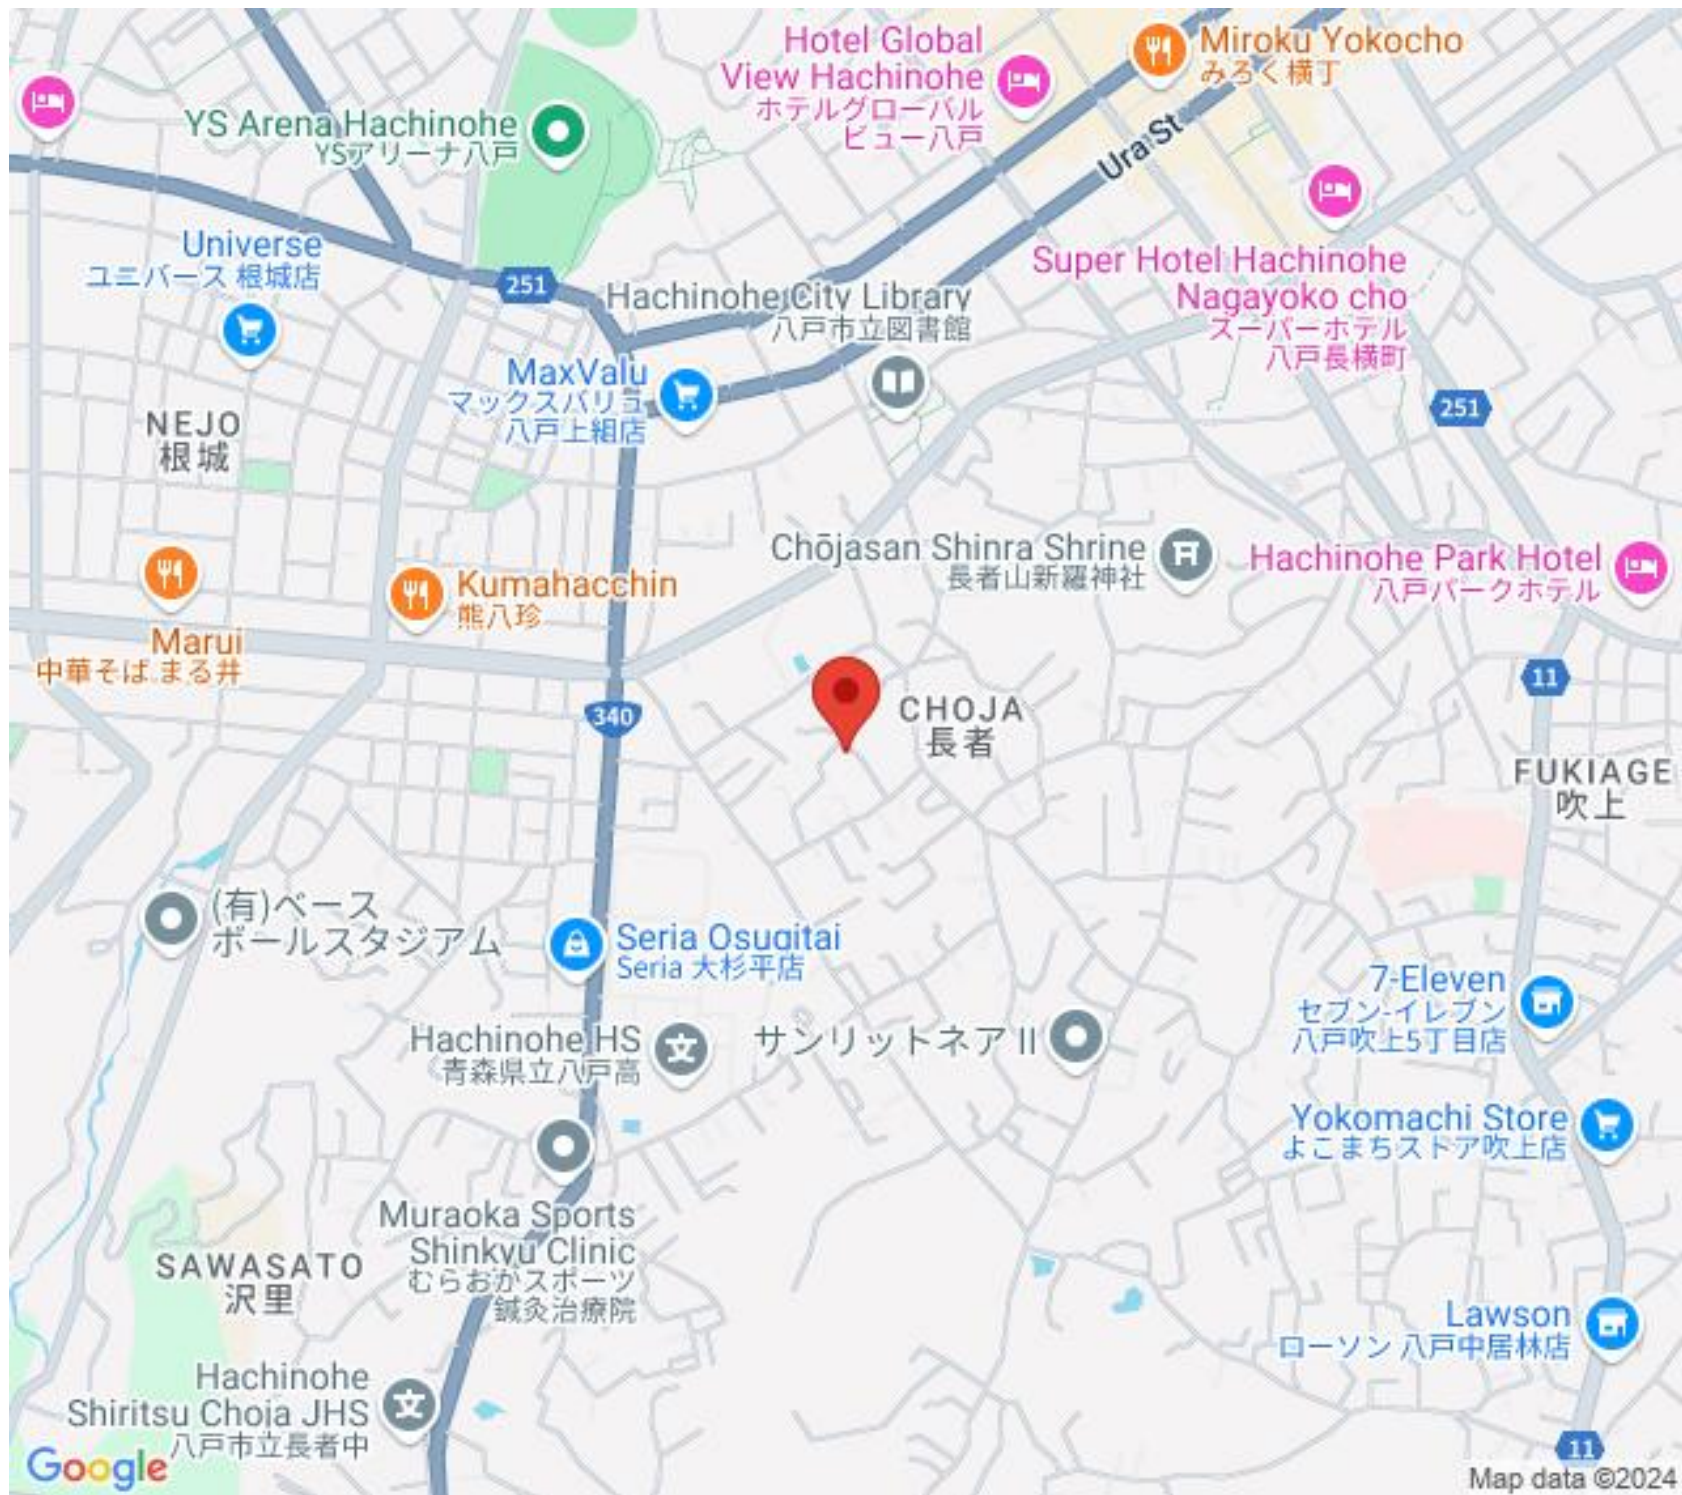 Hotel Global
View Hachinohe
ホテルグローバル
ビュー八戸
Miroku Yokocho
みろく横丁
YS Arena Hachinohe
YSアリーナ八戸
Ura St
Universe
ユニバース 根城店
251
Hachinohe City Library
八戸市立図書館
Super Hotel Hachinohe
Nagayoko cho
スーパーホテル
八戸長横町
MaxValu
マックスバリュ
八戸上組店
251
NEJO
根城
Chōjasan Shinra Shrine
長者山新羅神社
Hachinohe Park Hotel
八戸パークホテル
Kumahacchin
熊八珍
Marui
中華そば まる井
11
340
CHOJA
長者
FUKIAGE
吹上
(有)ベース
ボールスタジアム
Seria Osugitai
Seria 大杉平店
7-Eleven
セブン-イレブン
八戸吹上5丁目店
Hachinohe HS
青森県立八戸高
サンリットネア II
Yokomachi Store
よこまちストア吹上店
Muraoka Sports
Shinkyu Clinic
むらおかスポーツ
鍼灸治療院
SAWASATO
沢里
Lawson
ローソン 八戸中居林店
Hachinohe
Shiritsu Choja JHS
八戸市立長者中
11
Google
Map data ©2024